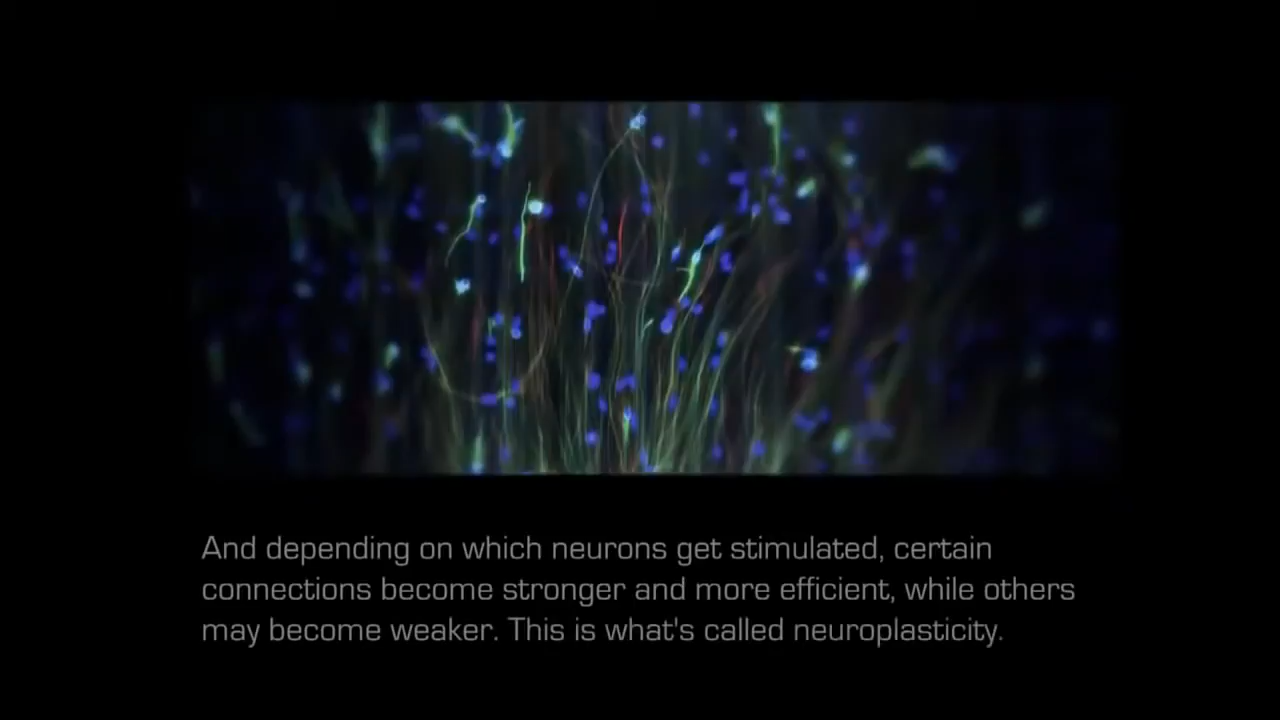 And depending on which neurons get stimulated, certain
connections become stronger and more efficient, while others
may become weaker. This is what's called neuroplasticity.